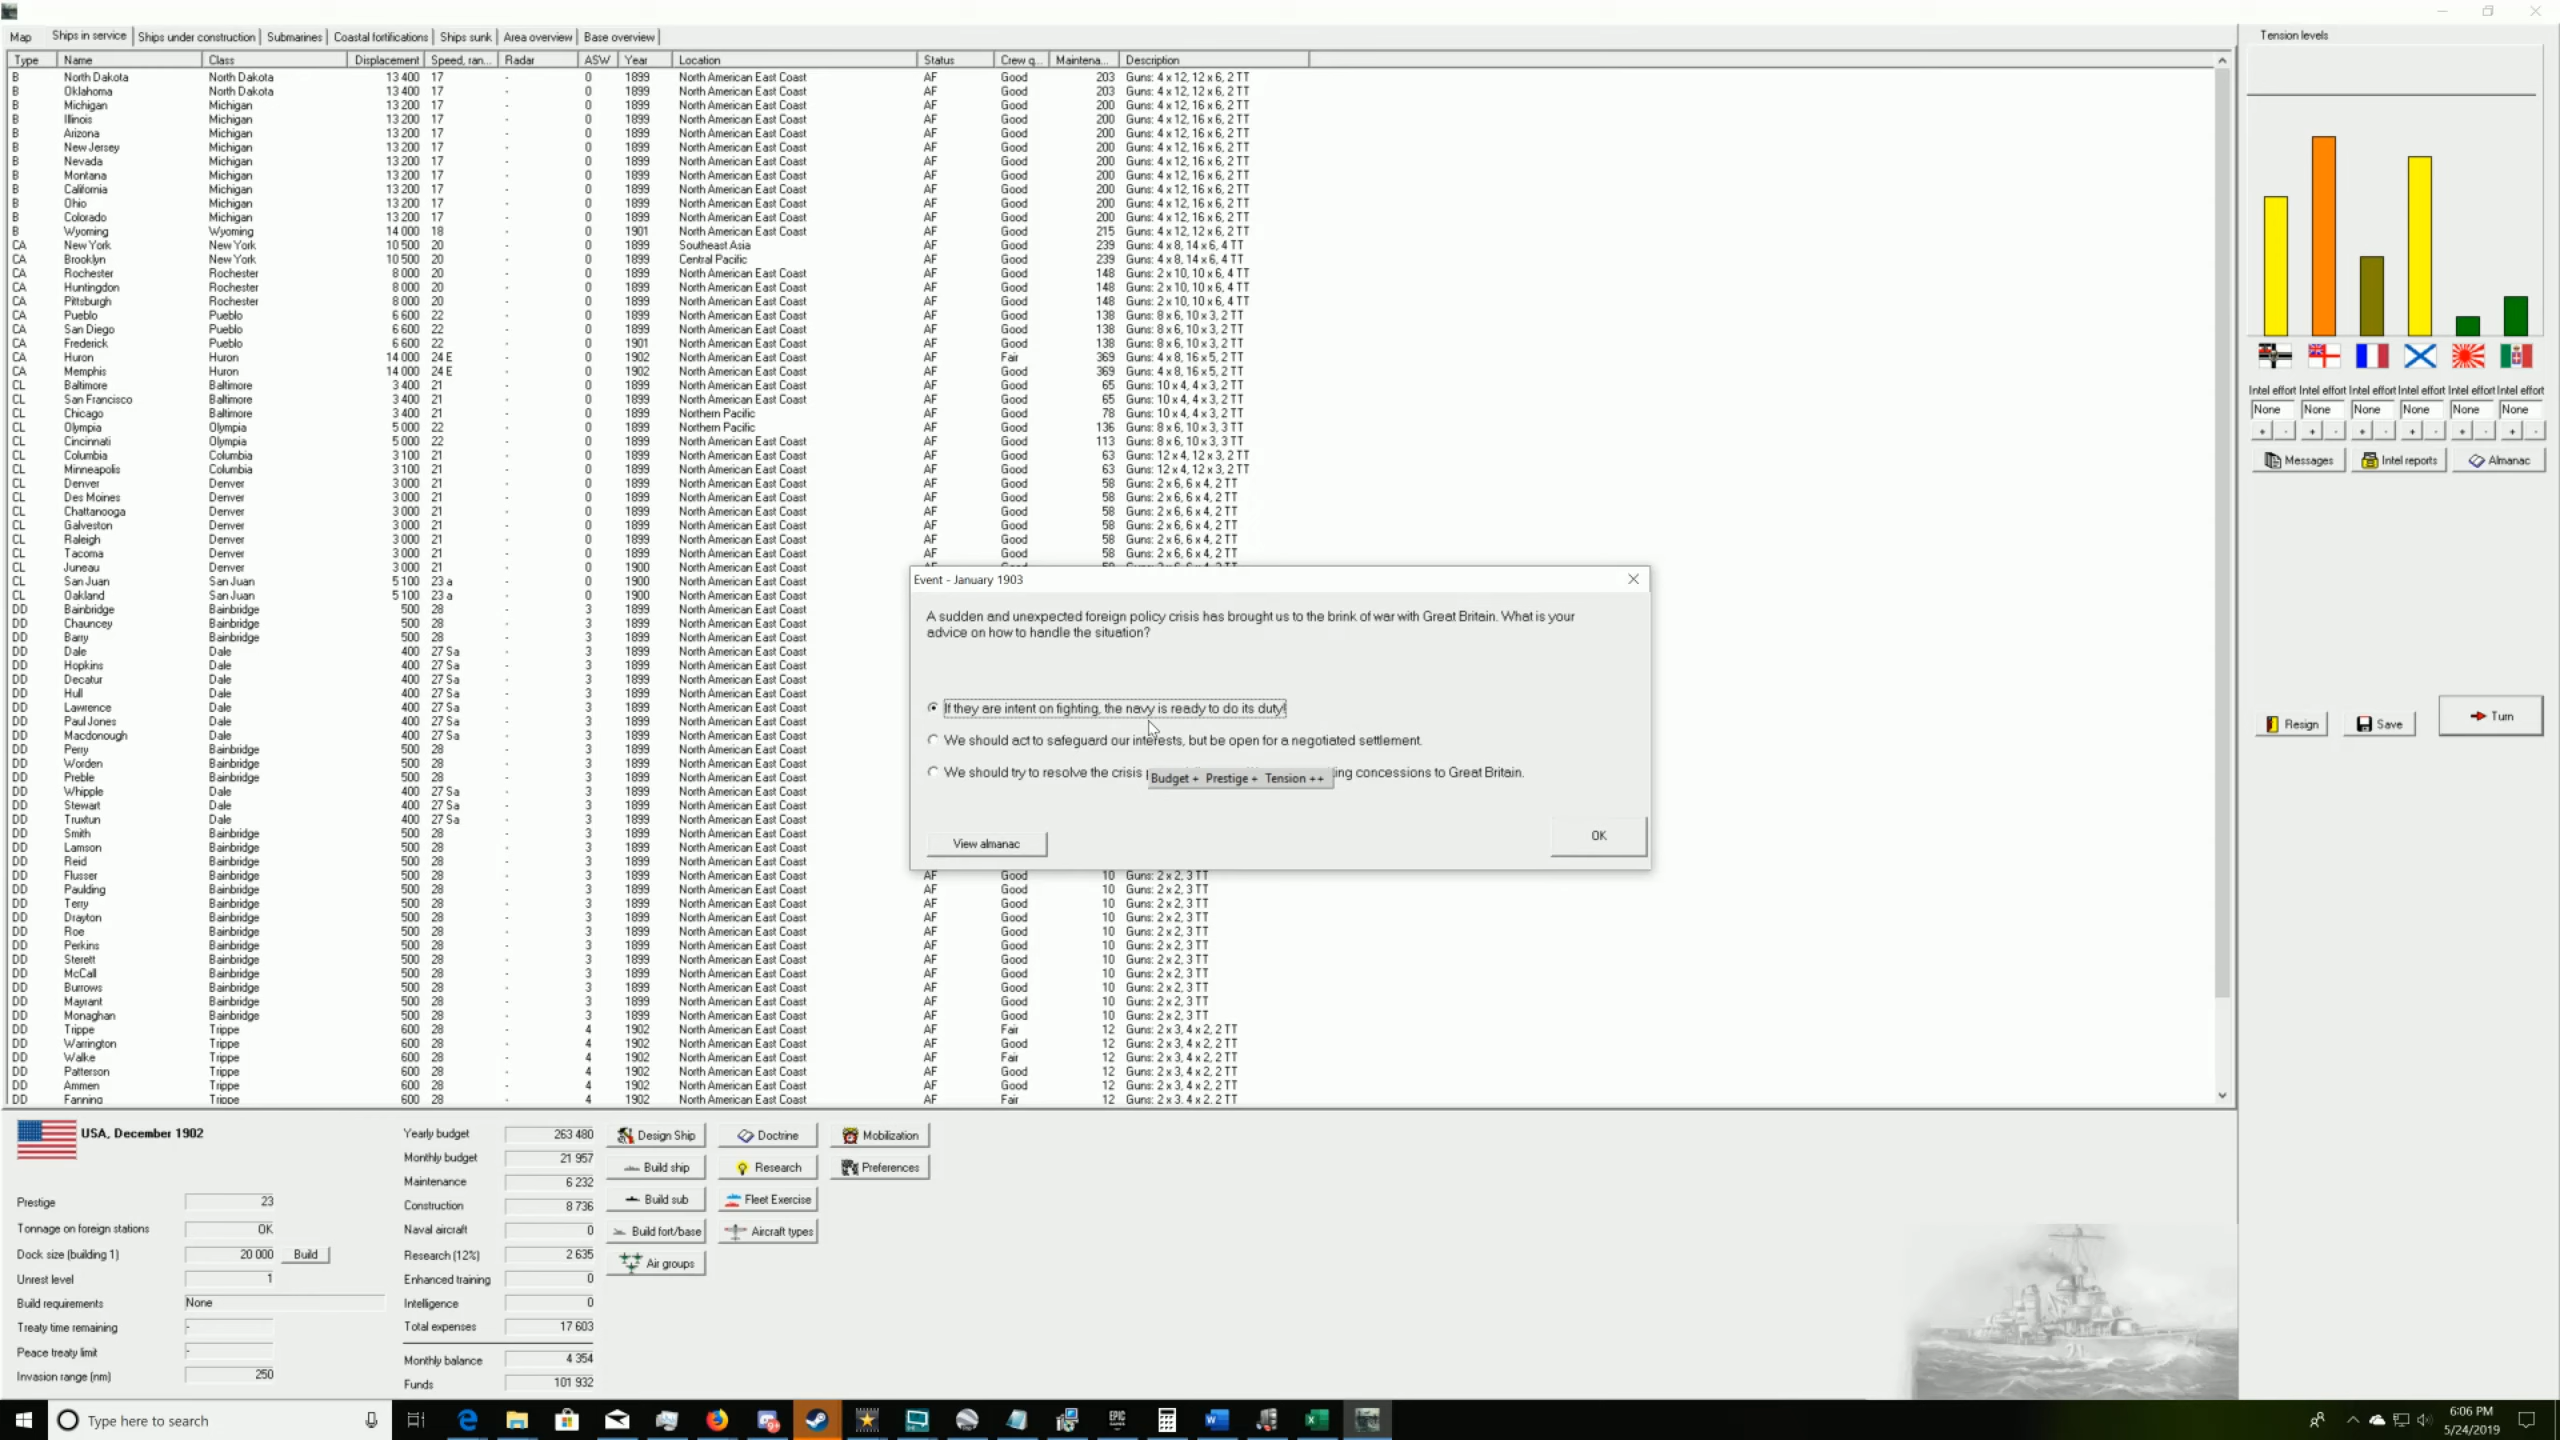 Map Ships in service Ships under construction Submarines Coastal fortifications Ships sunk Area overview Base overview
Type Name Class Displacement Speed, ran... Radar ASW Year Location Status Crew q... Maintena... Description
B North Dakota North Dakota 13 400 17 - 0 1899 North American East Coast AF Good 203 Guns: 4 x 12, 12 x 6, 2 TT
B Oklahoma North Dakota 13 400 17 - 0 1899 North American East Coast AF Good 203 Guns: 4 x 12, 12 x 6, 2 TT
B Michigan Michigan 13 200 17 - 0 1899 North American East Coast AF Good 200 Guns: 4 x 12, 16 x 6, 2 TT
B Illinois Michigan 13 200 17 - 0 1899 North American East Coast AF Good 200 Guns: 4 x 12, 16 x 6, 2 TT
B Arizona Michigan 13 200 17 - 0 1899 North American East Coast AF Good 200 Guns: 4 x 12, 16 x 6, 2 TT
B New Jersey Michigan 13 200 17 - 0 1899 North American East Coast AF Good 200 Guns: 4 x 12, 16 x 6, 2 TT
B Nevada Michigan 13 200 17 - 0 1899 North American East Coast AF Good 200 Guns: 4 x 12, 16 x 6, 2 TT
B Montana Michigan 13 200 17 - 0 1899 North American East Coast AF Good 200 Guns: 4 x 12, 16 x 6, 2 TT
B California Michigan 13 200 17 - 0 1899 North American East Coast AF Good 200 Guns: 4 x 12, 16 x 6, 2 TT
B Ohio Michigan 13 200 17 - 0 1899 North American East Coast AF Good 200 Guns: 4 x 12, 16 x 6, 2 TT
B Colorado Michigan 13 200 17 - 0 1899 North American East Coast AF Good 200 Guns: 4 x 12, 16 x 6, 2 TT
B Wyoming Wyoming 14 000 18 - 0 1901 North American East Coast AF Good 215 Guns: 4 x 12, 12 x 6, 2 TT
CA New York New York 10 500 20 - 0 1899 Southeast Asia AF Good 239 Guns: 4 x 8, 14 x 6, 4 TT
CA Brooklyn New York 10 500 20 - 0 1899 Central Pacific AF Good 239 Guns: 4 x 8, 14 x 6, 4 TT
CA Rochester Rochester 8 000 20 - 0 1899 North American East Coast AF Good 148 Guns: 2 x 10, 10 x 6, 4 TT
CA Huntingdon Rochester 8 000 20 - 0 1899 North American East Coast AF Good 148 Guns: 2 x 10, 10 x 6, 4 TT
CA Pittsburgh Rochester 8 000 20 - 0 1899 North American East Coast AF Good 148 Guns: 2 x 10, 10 x 6, 4 TT
CA Pueblo Pueblo 6 600 22 - 0 1899 North American East Coast AF Good 138 Guns: 8 x 6, 10 x 3, 2 TT
CA San Diego Pueblo 6 600 22 - 0 1899 North American East Coast AF Good 138 Guns: 8 x 6, 10 x 3, 2 TT
CA Frederick Pueblo 6 600 22 - 0 1901 North American East Coast AF Good 138 Guns: 8 x 6, 10 x 3, 2 TT
CA Huron Huron 14 000 24 E - 0 1902 North American East Coast AF Fair 369 Guns: 4 x 8, 16 x 5, 2 TT
CA Memphis Huron 14 000 24 E - 0 1902 North American East Coast AF Good 369 Guns: 4 x 8, 16 x 5, 2 TT
CL Baltimore Baltimore 3 400 21 - 0 1899 North American East Coast AF Good 65 Guns: 10 x 4, 4 x 3, 2 TT
CL San Francisco Baltimore 3 400 21 - 0 1899 North American East Coast AF Good 65 Guns: 10 x 4, 4 x 3, 2 TT
CL Chicago Baltimore 3 400 21 - 0 1899 Northern Pacific AF Good 78 Guns: 10 x 4, 4 x 3, 2 TT
CL Olympia Olympia 5 000 22 - 0 1899 Northern Pacific AF Good 136 Guns: 8 x 6, 10 x 3, 3 TT
CL Cincinnati Olympia 5 000 22 - 0 1899 North American East Coast AF Good 113 Guns: 8 x 6, 10 x 3, 3 TT
CL Columbia Columbia 3 100 21 - 0 1899 North American East Coast AF Good 63 Guns: 12 x 4, 12 x 3, 2 TT
CL Minneapolis Columbia 3 100 21 - 0 1899 North American East Coast AF Good 63 Guns: 12 x 4, 12 x 3, 2 TT
CL Denver Denver 3 000 21 - 0 1899 North American East Coast AF Good 58 Guns: 2 x 6, 6 x 4, 2 TT
CL Des Moines Denver 3 000 21 - 0 1899 North American East Coast AF Good 58 Guns: 2 x 6, 6 x 4, 2 TT
CL Chattanooga Denver 3 000 21 - 0 1899 North American East Coast AF Good 58 Guns: 2 x 6, 6 x 4, 2 TT
CL Galveston Denver 3 000 21 - 0 1899 North American East Coast AF Good 58 Guns: 2 x 6, 6 x 4, 2 TT
CL Raleigh Denver 3 000 21 - 0 1899 North American East Coast AF Good 58 Guns: 2 x 6, 6 x 4, 2 TT
CL Tacoma Denver 3 000 21 - 0 1899 North American East Coast AF Good 58 Guns: 2 x 6, 6 x 4, 2 TT
CL Juneau Denver 3 000 21 - 0 1900 North American East Coast
CL San Juan San Juan 5 100 23 a - 0 1900 North American East Coast
CL Oakland San Juan 5 100 23 a - 0 1900 North American East Coast
DD Bainbridge Bainbridge 500 28 - 3 1899 North American East Coast
DD Chauncey Bainbridge 500 28 - 3 1899 North American East Coast
DD Barry Bainbridge 500 28 - 3 1899 North American East Coast
DD Dale Dale 400 27 Sa - 3 1899 North American East Coast
DD Hopkins Dale 400 27 Sa - 3 1899 North American East Coast
DD Decatur Dale 400 27 Sa - 3 1899 North American East Coast
DD Hull Dale 400 27 Sa - 3 1899 North American East Coast
DD Lawrence Dale 400 27 Sa - 3 1899 North American East Coast
DD Paul Jones Dale 400 27 Sa - 3 1899 North American East Coast
DD Macdonough Dale 400 27 Sa - 3 1899 North American East Coast
DD Perry Bainbridge 500 28 - 3 1899 North American East Coast
DD Worden Bainbridge 500 28 - 3 1899 North American East Coast
DD Preble Bainbridge 500 28 - 3 1899 North American East Coast
DD Whipple Dale 400 27 Sa - 3 1899 North American East Coast
DD Stewart Dale 400 27 Sa - 3 1899 North American East Coast
DD Truxtun Dale 400 27 Sa - 3 1899 North American East Coast
DD Smith Bainbridge 500 28 - 3 1899 North American East Coast
DD Lamson Bainbridge 500 28 - 3 1899 North American East Coast
DD Reid Bainbridge 500 28 - 3 1899 North American East Coast
DD Flusser Bainbridge 500 28 - 3 1899 North American East Coast AF Good 10 Guns: 2 x 2, 3 TT
DD Paulding Bainbridge 500 28 - 3 1899 North American East Coast AF Good 10 Guns: 2 x 2, 3 TT
DD Terry Bainbridge 500 28 - 3 1899 North American East Coast AF Good 10 Guns: 2 x 2, 3 TT
DD Drayton Bainbridge 500 28 - 3 1899 North American East Coast AF Good 10 Guns: 2 x 2, 3 TT
DD Roe Bainbridge 500 28 - 3 1899 North American East Coast AF Good 10 Guns: 2 x 2, 3 TT
DD Perkins Bainbridge 500 28 - 3 1899 North American East Coast AF Good 10 Guns: 2 x 2, 3 TT
DD Sterett Bainbridge 500 28 - 3 1899 North American East Coast AF Good 10 Guns: 2 x 2, 3 TT
DD McCall Bainbridge 500 28 - 3 1899 North American East Coast AF Good 10 Guns: 2 x 2, 3 TT
DD Burrows Bainbridge 500 28 - 3 1899 North American East Coast AF Good 10 Guns: 2 x 2, 3 TT
DD Mayrant Bainbridge 500 28 - 3 1899 North American East Coast AF Good 10 Guns: 2 x 2, 3 TT
DD Monaghan Bainbridge 500 28 - 3 1899 North American East Coast AF Good 10 Guns: 2 x 2, 3 TT
DD Trippe Trippe 600 28 - 4 1902 North American East Coast AF Fair 12 Guns: 2 x 3, 4 x 2, 2 TT
DD Warrington Trippe 600 28 - 4 1902 North American East Coast AF Good 12 Guns: 2 x 3, 4 x 2, 2 TT
DD Walke Trippe 600 28 - 4 1902 North American East Coast AF Fair 12 Guns: 2 x 3, 4 x 2, 2 TT
DD Patterson Trippe 600 28 - 4 1902 North American East Coast AF Good 12 Guns: 2 x 3, 4 x 2, 2 TT
DD Ammen Trippe 600 28 - 4 1902 North American East Coast AF Good 12 Guns: 2 x 3, 4 x 2, 2 TT
DD Fanning Trippe 600 28 - 4 1902 North American East Coast AF Fair 12 Guns: 2 x 3, 4 x 2, 2 TT
Event - January 1903
A sudden and unexpected foreign policy crisis has brought us to the brink of war with Great Britain. What is your
advice on how to handle the situation?
If they are intent on fighting, the navy is ready to do its duty!
We should act to safeguard our interests, but be open for a negotiated settlement.
We should try to resolve the crisis
Budget + Prestige + Tension ++
concessions to Great Britain.
View almanac OK
Tension levels
Intel effort Intel effort Intel effort Intel effort Intel effort Intel effort
None None None None None None
+ - + - + - + - + - + -
Messages Intel reports Almanac
Resign Save Turn
USA, December 1902
Prestige 23
Tonnage on foreign stations OK
Dock size (building 1) 20 000 Build
Unrest level 1
Build requirements None
Treaty time remaining -
Peace treaty limit -
Invasion range (nm) 250
Yearly budget 263 480
Monthly budget 21 957
Maintenance 6 232
Construction 8 736
Naval aircraft 0
Research (12%) 2 635
Enhanced training 0
Intelligence 0
Total expenses 17 603
Monthly balance 4 354
Funds 101 932
Design Ship Doctrine Mobilization
Build ship Research Preferences
Build sub Fleet Exercise
Build fort/base Aircraft types
Air groups
Type here to search
EPIC
6:06 PM
5/24/2019